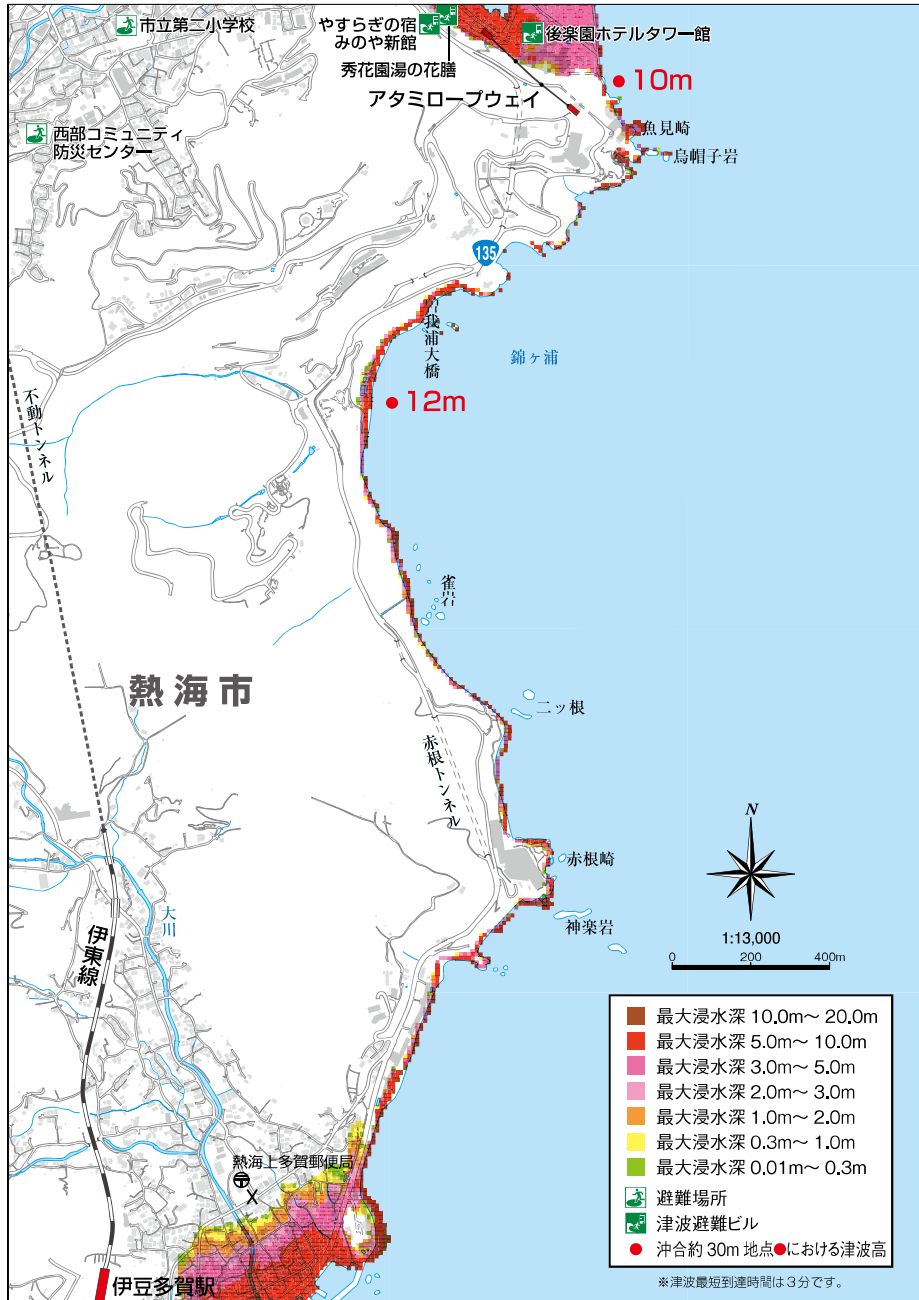 市立第二小学校
やすらぎの宿
みのや新館
秀花園湯の花膳
後楽園ホテルタワー館
アタミロープウェイ
10m
西部コミュニティ
防災センター
魚見崎
烏帽子岩
135
曽我浦大橋
錦ヶ浦
12m
不動トンネル
雀岩
熱海市
二ッ根
赤根トンネル
赤根崎
神楽岩
大川
伊東線
N
1:13,000
0 200 400m
最大浸水深 10.0m～ 20.0m
最大浸水深 5.0m～ 10.0m
最大浸水深 3.0m～ 5.0m
最大浸水深 2.0m～ 3.0m
最大浸水深 1.0m～ 2.0m
最大浸水深 0.3m～ 1.0m
最大浸水深 0.01m～ 0.3m
避難場所
津波避難ビル
沖合約 30m 地点●における津波高
※津波最短到達時間は３分です。
熱海上多賀郵便局
伊豆多賀駅